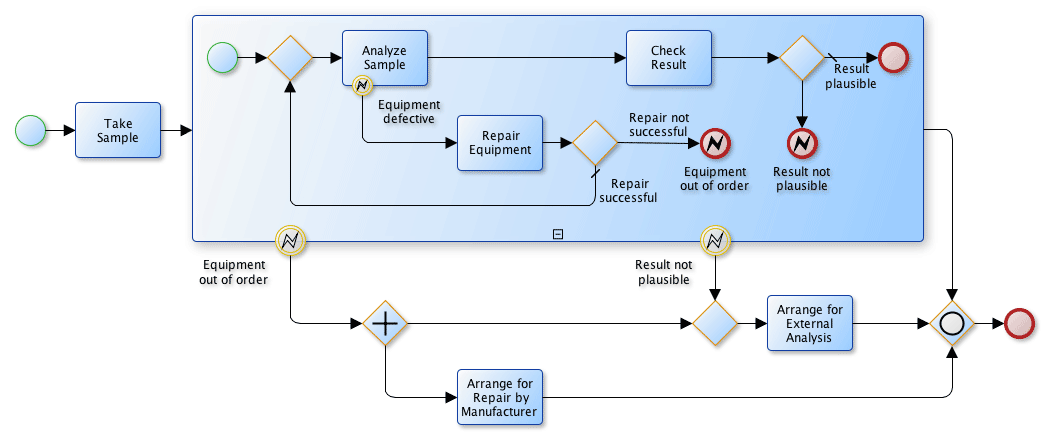 Take
Sample
Analyze
Sample
Equipment
defective
Check
Result
Result
plausible
Repair
Equipment
Repair not
successful
Repair
successful
Equipment
out of order
Result not
plausible
Equipment
out of order
Result not
plausible
Arrange for
External
Analysis
Arrange for
Repair by
Manufacturer